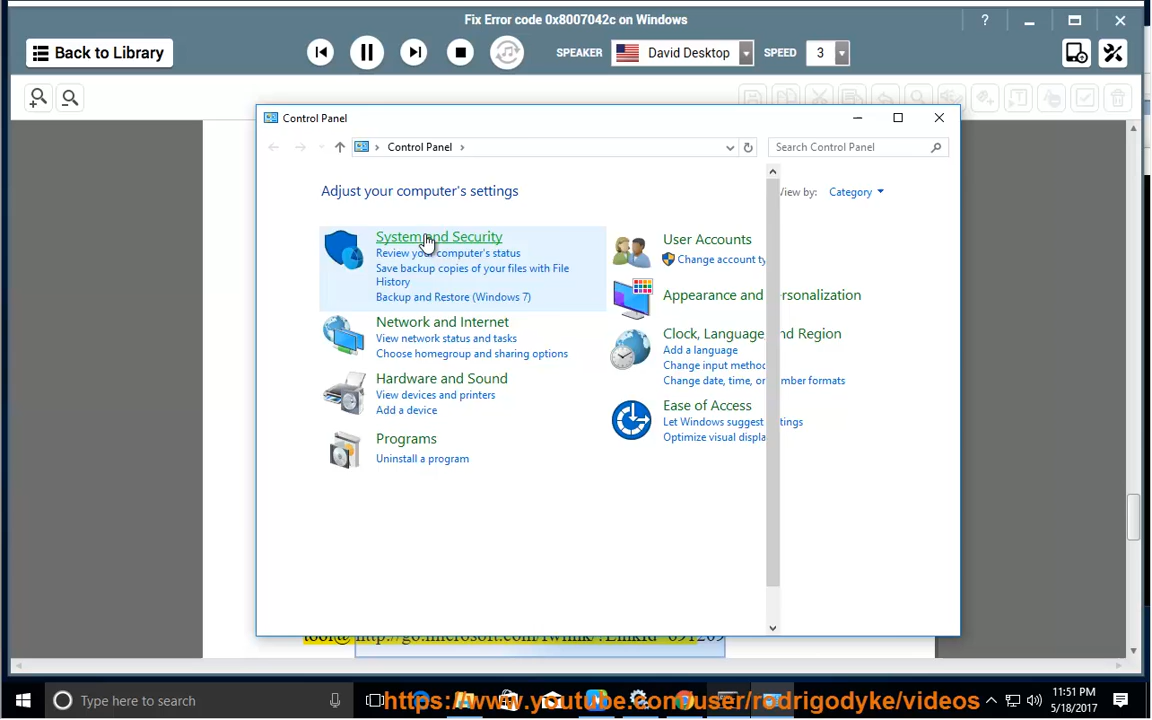 Fix Error code 0x8007042c on Windows
Back to Library
SPEAKER
David Desktop
SPEED
3
Control Panel
Control Panel
Search Control Panel
Adjust your computer's settings
View by: Category
System and Security
Review your computer's status
Save backup copies of your files with File
History
Backup and Restore (Windows 7)
Network and Internet
View network status and tasks
Choose homegroup and sharing options
Hardware and Sound
View devices and printers
Add a device
Programs
Uninstall a program
User Accounts
Change account ty
Appearance and ersonalization
Clock, Language, nd Region
Add a language
Change input metho
Change date, time, or mber formats
Ease of Access
Let Windows suggest ttings
Optimize visual displa
Type here to search
https://www.youtube.com/user/rodrigodyke/videos
11:51 PM
5/18/2017